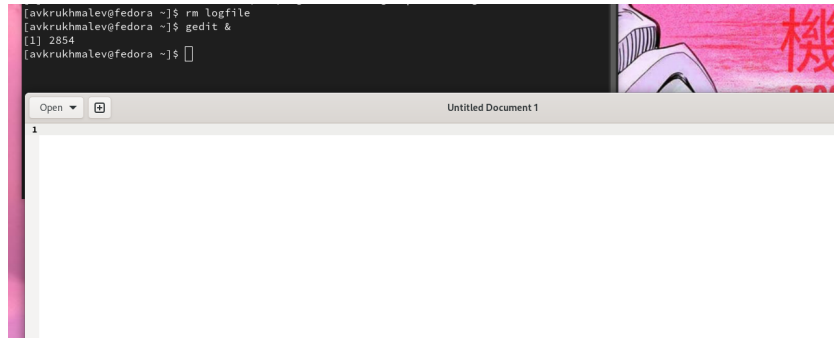 [avkrukhmalev@fedora ~]$ rm logfile
[avkrukhmalev@fedora ~]$ gedit &
[1] 2854
[avkrukhmalev@fedora ~]$
機
Open
Untitled Document 1
1